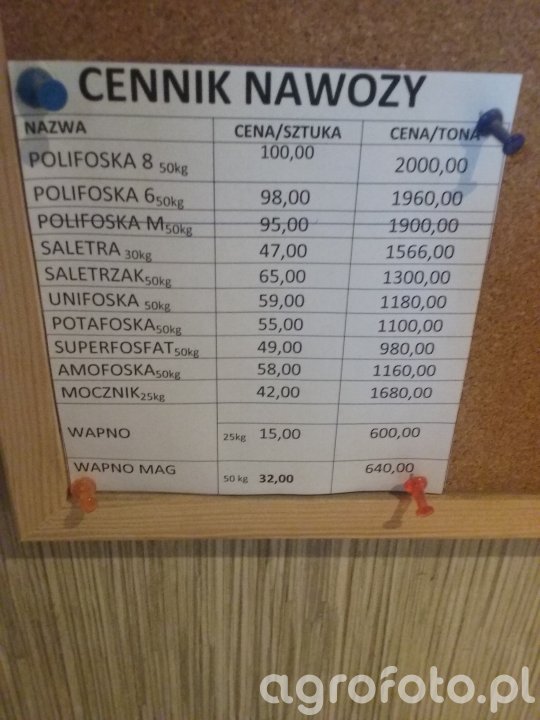 CENNIK NAWOZY
NAZWA CENA/SZTUKA CENA/TONA
POLIFOSKA 8 50kg 100,00 2000,00
POLIFOSKA 6 50kg 98,00 1960,00
POLIFOSKA M 50kg 95,00 1900,00
SALETRA 30kg 47,00 1566,00
SALETRZAK 50kg 65,00 1300,00
UNIFOSKA 50kg 59,00 1180,00
POTAFOSKA 50kg 55,00 1100,00
SUPERFOSFAT 50kg 49,00 980,00
AMOFOSKA 50kg 58,00 1160,00
MOCZNIK 25kg 42,00 1680,00
WAPNO 25kg 15,00 600,00
WAPNO MAG 50 kg 32,00 640,00
agrofoto.pl